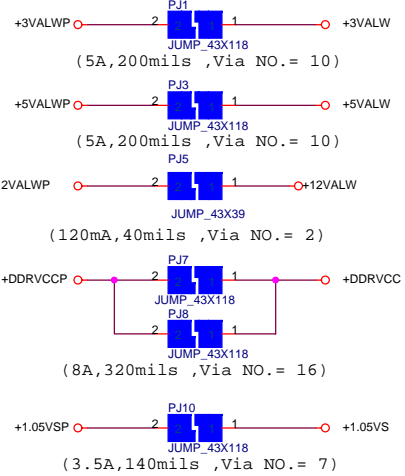 PJ1
+3VALWP 2 2 1 1 +3VALW
JUMP_43X118
(5A,200mils ,Via NO.= 10)
PJ3
+5VALWP 2 2 1 1 +5VALW
JUMP_43X118
(5A,200mils ,Via NO.= 10)
PJ5
2VALWP 2 2 1 1 +12VALW
JUMP_43X39
(120mA,40mils ,Via NO.= 2)
PJ7
+DDRVCCP 2 2 1 1 +DDRVCC
JUMP_43X118
PJ8
2 2 1 1
JUMP_43X118
(8A,320mils ,Via NO.= 16)
PJ10
+1.05VSP 2 2 1 1 +1.05VS
JUMP_43X118
(3.5A,140mils ,Via NO.= 7)